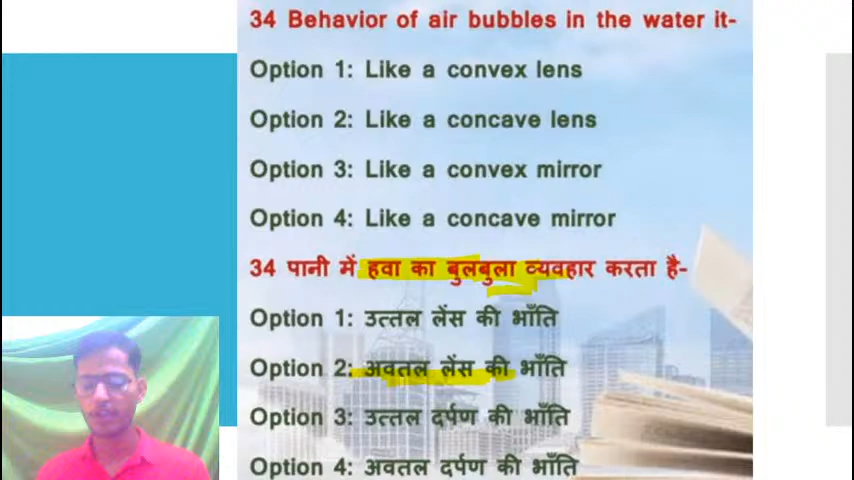 34 Behavior of air bubbles in the water it-
Option 1: Like a convex lens
Option 2: Like a concave lens
Option 3: Like a convex mirror
Option 4: Like a concave mirror
34 पानी में हवा का बुलबुला व्यवहार करता है-
Option 1: उत्तल लेंस की भाँति
Option 2: अवतल लेंस की भाँति
Option 3: उत्तल दर्पण की भाँति
Option 4: अवतल दर्पण की भाँति